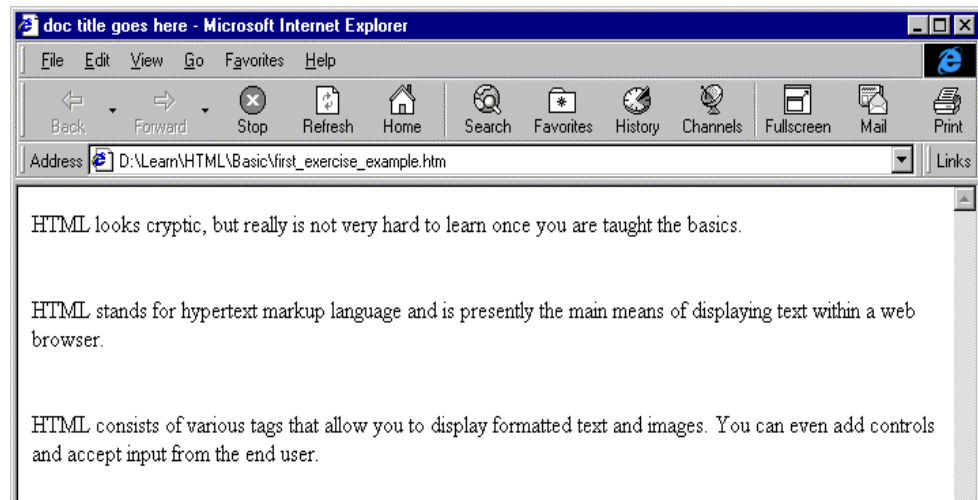 doc title goes here - Microsoft Internet Explorer
File Edit View Go Favorites Help
Back Forward Stop Refresh Home Search Favorites History Channels Fullscreen Mail Print
Address D:\Learn\HTML\Basic\first_exercise_example.htm Links
HTML looks cryptic, but really is not very hard to learn once you are taught the basics.
HTML stands for hypertext markup language and is presently the main means of displaying text within a web
browser.
HTML consists of various tags that allow you to display formatted text and images. You can even add controls
and accept input from the end user.